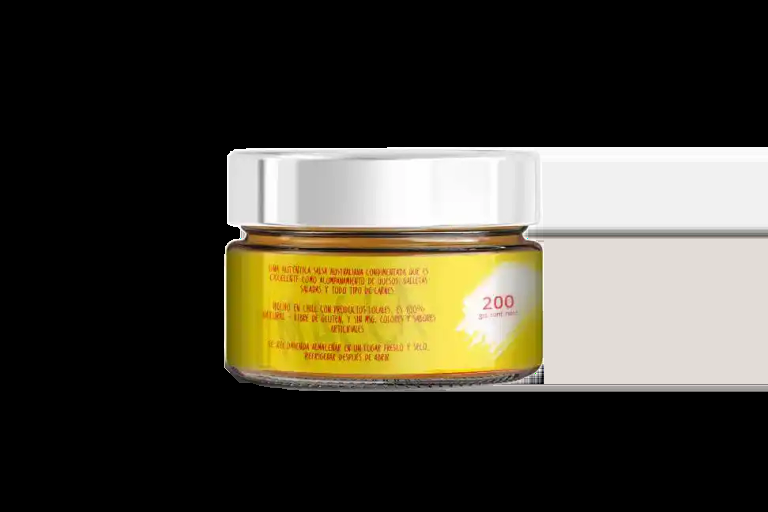 UNA AUTÉNTICA SALSA AUSTRALIANA CONDIMENTADA QUE ES
EXCELENTE COMO ACOMPAÑAMIENTO DE QUESOS, GALLETAS
SALADAS Y TODO TIPO DE CARNES
HECHO EN CHILE CON PRODUCTOS LOCALES, ES 100%
NATURAL - LIBRE DE GLUTEN, Y SIN MSG, COLORES Y SABORES
ARTIFICIALES
SE RECOMIENDA ALMACENAR EN UN LUGAR FRESCO Y SECO,
REFRIGERAR DESPUÉS DE ABRIR
200